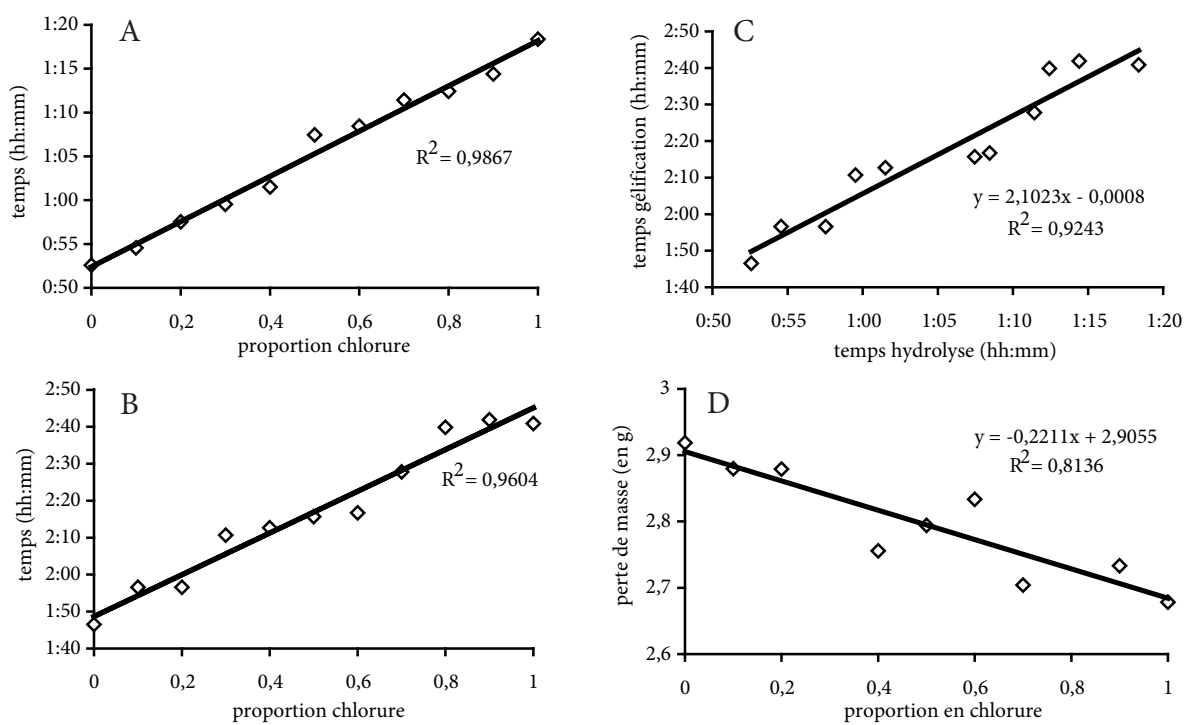 A
1:20
1:15
1:10
1:05
1:00
0:55
0:50
temps (hh:mm)
R2 = 0,9867
0 0,2 0,4 0,6 0,8 1
proportion chlorure
C
2:50
2:40
2:30
2:20
2:10
2:00
1:50
1:40
temps gélification (hh:mm)
y = 2,1023x - 0,0008
R2 = 0,9243
0:50 0:55 1:00 1:05 1:10 1:15 1:20
temps hydrolyse (hh:mm)
B
2:50
2:40
2:30
2:20
2:10
2:00
1:50
1:40
temps (hh:mm)
R2 = 0,9604
0 0,2 0,4 0,6 0,8 1
proportion chlorure
D
3
2,9
2,8
2,7
2,6
perte de masse (en g)
y = -0,2211x + 2,9055
R2 = 0,8136
0 0,2 0,4 0,6 0,8 1
proportion en chlorure